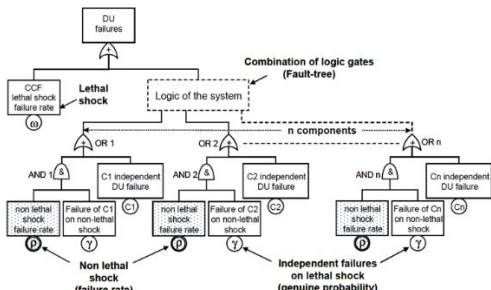 DU
failures
+
CCF
lethal shock
failure rate
ω
Lethal
shock
Logic of the system
Combination of logic gates
(Fault-tree)
n components
+
OR 1
+
OR 2
+
OR n
AND 1
&
C1 independent
DU failure
C1
AND 2
&
C2 independent
DU failure
C2
AND n
&
Cn independent
DU failure
Cn
non lethal
shock
failure rate
ρ
Failure of C1
on non-lethal
shock
γ
non lethal
shock
failure rate
ρ
Failure of C2
on non-lethal
shock
γ
non lethal
shock
failure rate
ρ
Failure of Cn
on non-lethal
shock
γ
Non lethal
shock
(failure rate)
Independent failures
on lethal shock
(genuine probability)